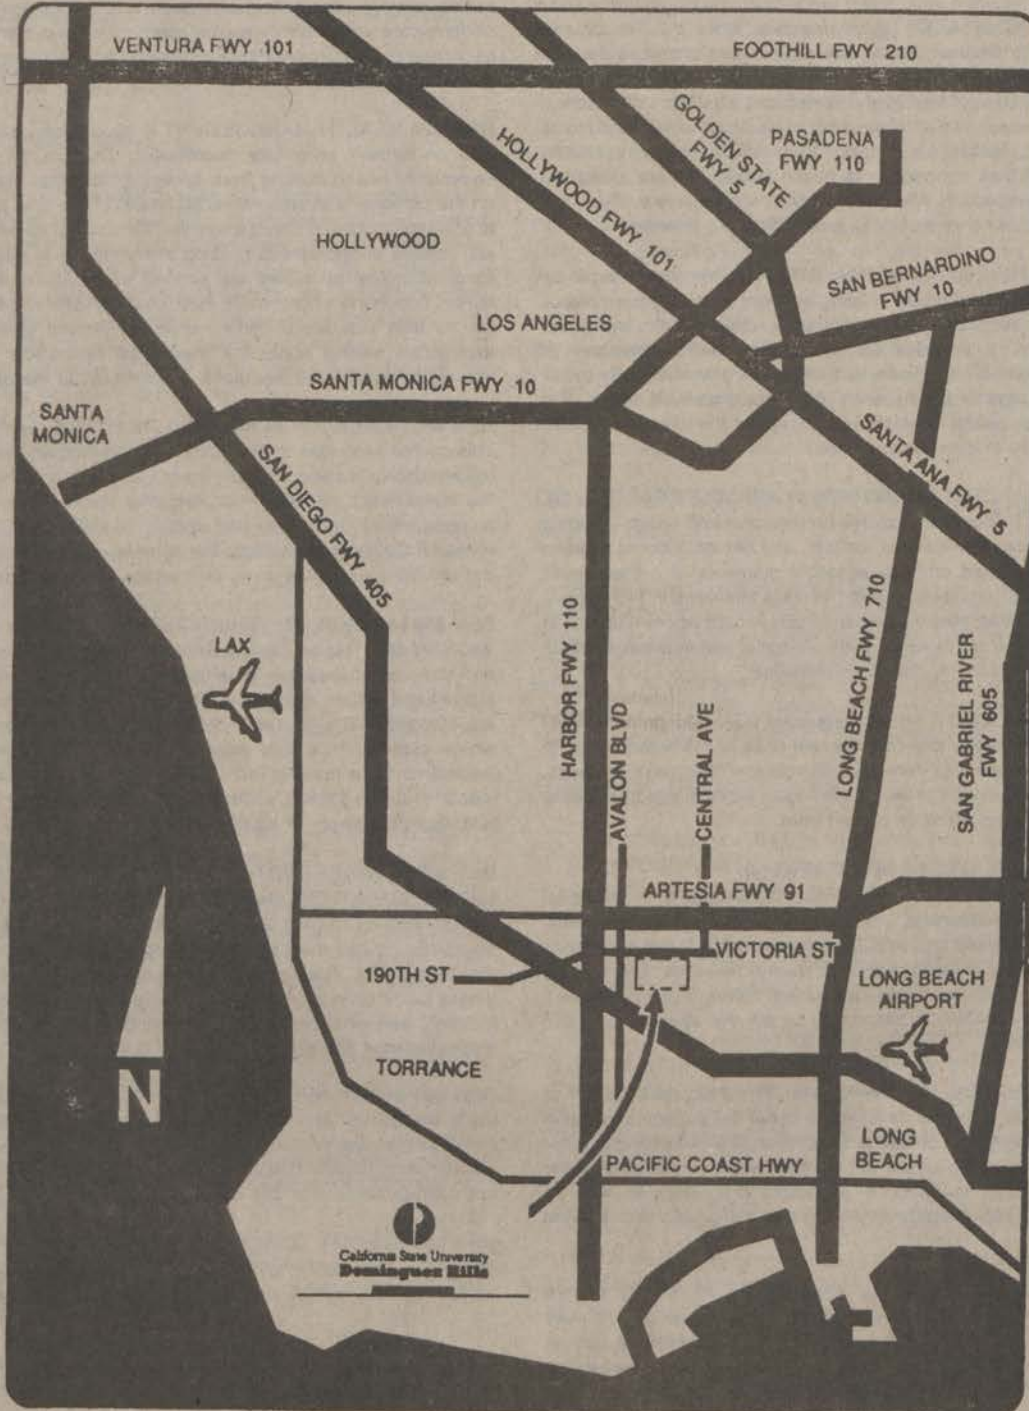 VENTURA FWY 101
FOOTHILL FWY 210
GOLDEN STATE
FWY 5
PASADENA
FWY 110
HOLLYWOOD FWY 101
HOLLYWOOD
SAN BERNARDINO
FWY 10
LOS ANGELES
SANTA MONICA FWY 10
SANTA
MONICA
SANTA ANA FWY 5
SAN DIEGO FWY 405
LAX
HARBOR FWY 110
AVALON BLVD
CENTRAL AVE
LONG BEACH FWY 710
SAN GABRIEL RIVER
FWY 605
ARTESIA FWY 91
VICTORIA ST
190TH ST
LONG BEACH
AIRPORT
TORRANCE
N
LONG
BEACH
PACIFIC COAST HWY
California State University
Dominguez Hills